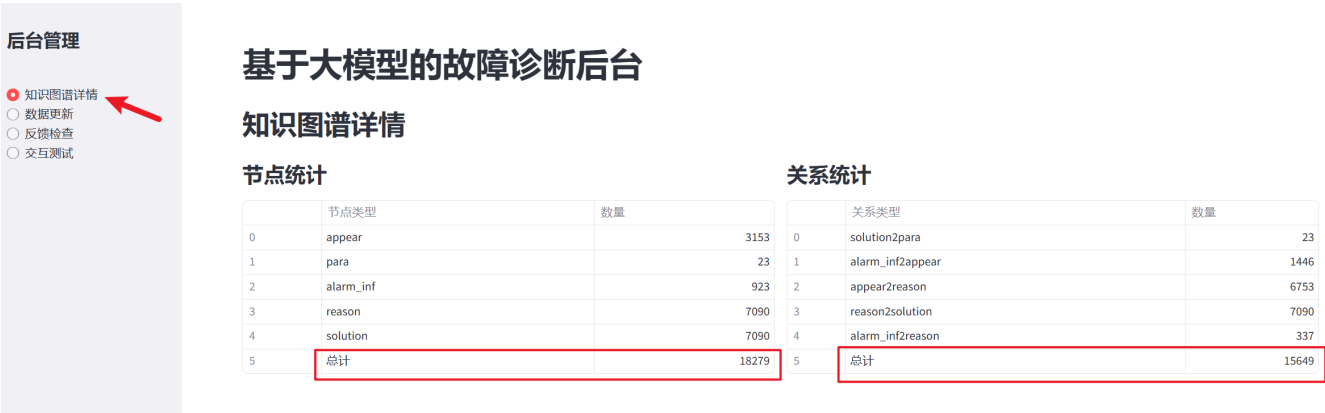 后台管理
知识图谱详情
数据更新
反馈检查
交互测试
基于大模型的故障诊断后台
知识图谱详情
节点统计
节点类型 数量
0 appear 3153
1 para 23
2 alarm_inf 923
3 reason 7090
4 solution 7090
5 总计 18279
关系统计
关系类型 数量
0 solution2para 23
1 alarm_inf2appear 1446
2 appear2reason 6753
3 reason2solution 7090
4 alarm_inf2reason 337
5 总计 15649